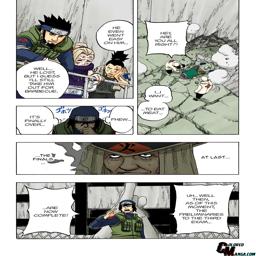 HEY...
ARE YOU
ALL
RIGHT?!
HE
EVEN
WENT
EASY
ON HIM...
WELL...
HE LOST,
BUT I GUESS
I'LL STILL
TAKE HIM
OUT FOR
BARBECUE.
I...I
WANT...
...TO EAT
MEAT...
PHEW...
IT'S
FINALLY
OVER...
AT LAST...
...THE
FINALS.
UH... WELL
THEN,
AS OF THIS
MOMENT,
THE
PRELIMINARIES
TO THE THIRD
EXAM...
...ARE
NOW
COMPLETE!
COLORED
MANGA.COM